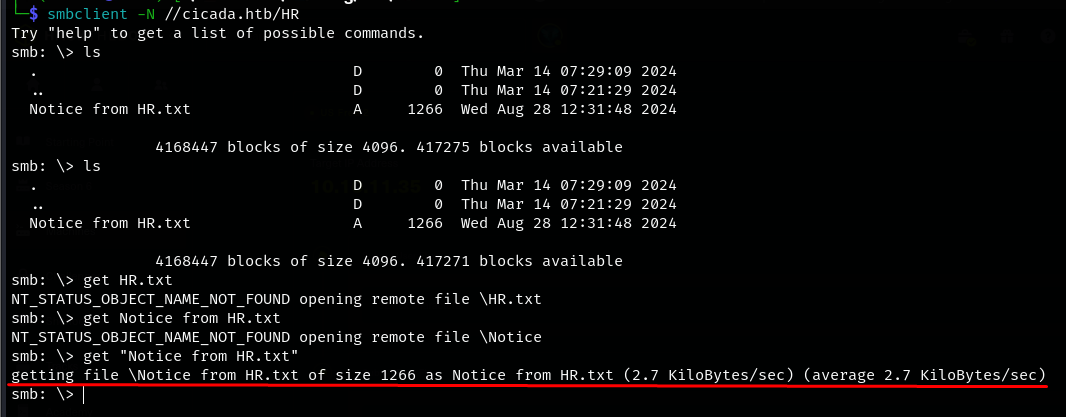 └─$ smbclient -N //cicada.htb/HR
Try "help" to get a list of possible commands.
smb: \> ls
  .                                   D        0  Thu Mar 14 07:29:09 2024
  ..                                  D        0  Thu Mar 14 07:21:29 2024
  Notice from HR.txt                  A     1266  Wed Aug 28 12:31:48 2024

                4168447 blocks of size 4096. 417275 blocks available
smb: \> ls
  .                                   D        0  Thu Mar 14 07:29:09 2024
  ..                                  D        0  Thu Mar 14 07:21:29 2024
  Notice from HR.txt                  A     1266  Wed Aug 28 12:31:48 2024

                4168447 blocks of size 4096. 417271 blocks available
smb: \> get HR.txt
NT_STATUS_OBJECT_NAME_NOT_FOUND opening remote file \HR.txt
smb: \> get Notice from HR.txt
NT_STATUS_OBJECT_NAME_NOT_FOUND opening remote file \Notice
smb: \> get "Notice from HR.txt"
getting file \Notice from HR.txt of size 1266 as Notice from HR.txt (2.7 KiloBytes/sec) (average 2.7 KiloBytes/sec)
smb: \>